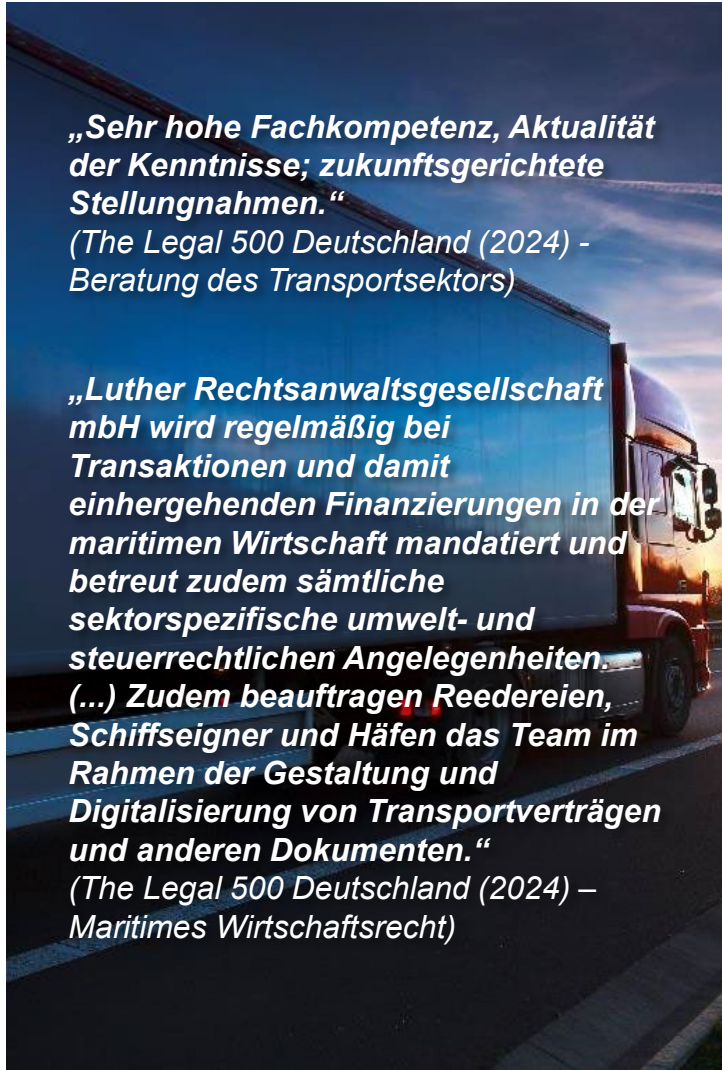 „Sehr hohe Fachkompetenz, Aktualität
der Kenntnisse; zukunftsgerichtete
Stellungnahmen.“
(The Legal 500 Deutschland (2024) -
Beratung des Transportsektors)
„Luther Rechtsanwaltsgesellschaft
mbH wird regelmäßig bei
Transaktionen und damit
einhergehenden Finanzierungen in der
maritimen Wirtschaft mandatiert und
betreut zudem sämtliche
sektorspezifische umwelt- und
steuerrechtlichen Angelegenheiten.
(...) Zudem beauftragen Reedereien,
Schiffseigner und Häfen das Team im
Rahmen der Gestaltung und
Digitalisierung von Transportverträgen
und anderen Dokumenten.“
(The Legal 500 Deutschland (2024) –
Maritimes Wirtschaftsrecht)